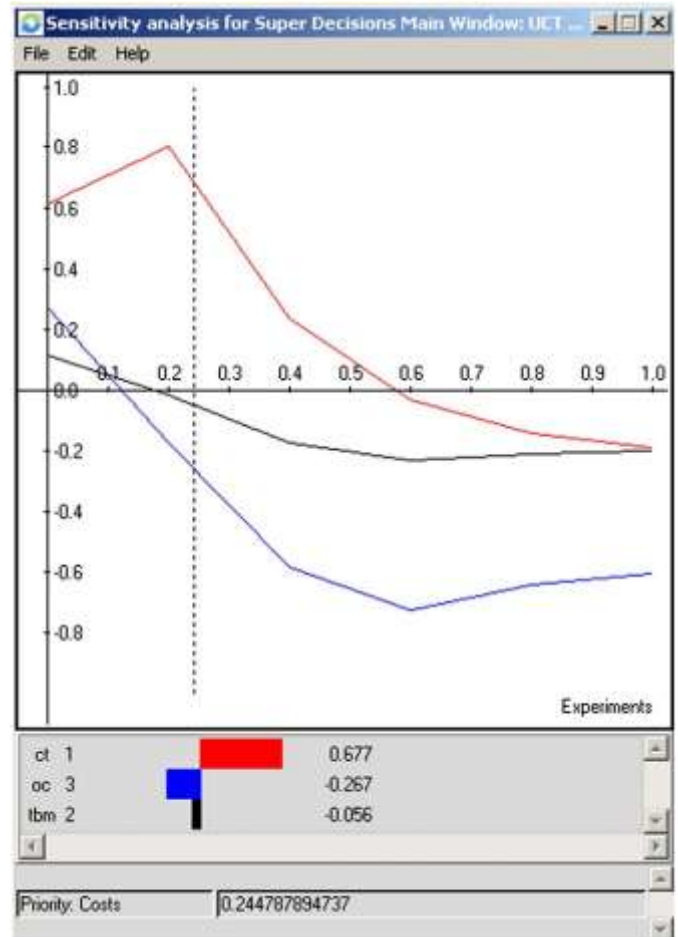 Sensitivity analysis for Super Decisions Main Window: UCT ...
File Edit Help
1.0
0.8
0.6
0.4
0.2
0.1 0.2 0.3 0.4 0.5 0.6 0.7 0.8 0.9 1.0
0.0
-0.2
-0.4
-0.6
-0.8
Experiments
ct 1 0.677
oc 3 -0.267
tbm 2 -0.056
Priority: Costs 0.244787894737